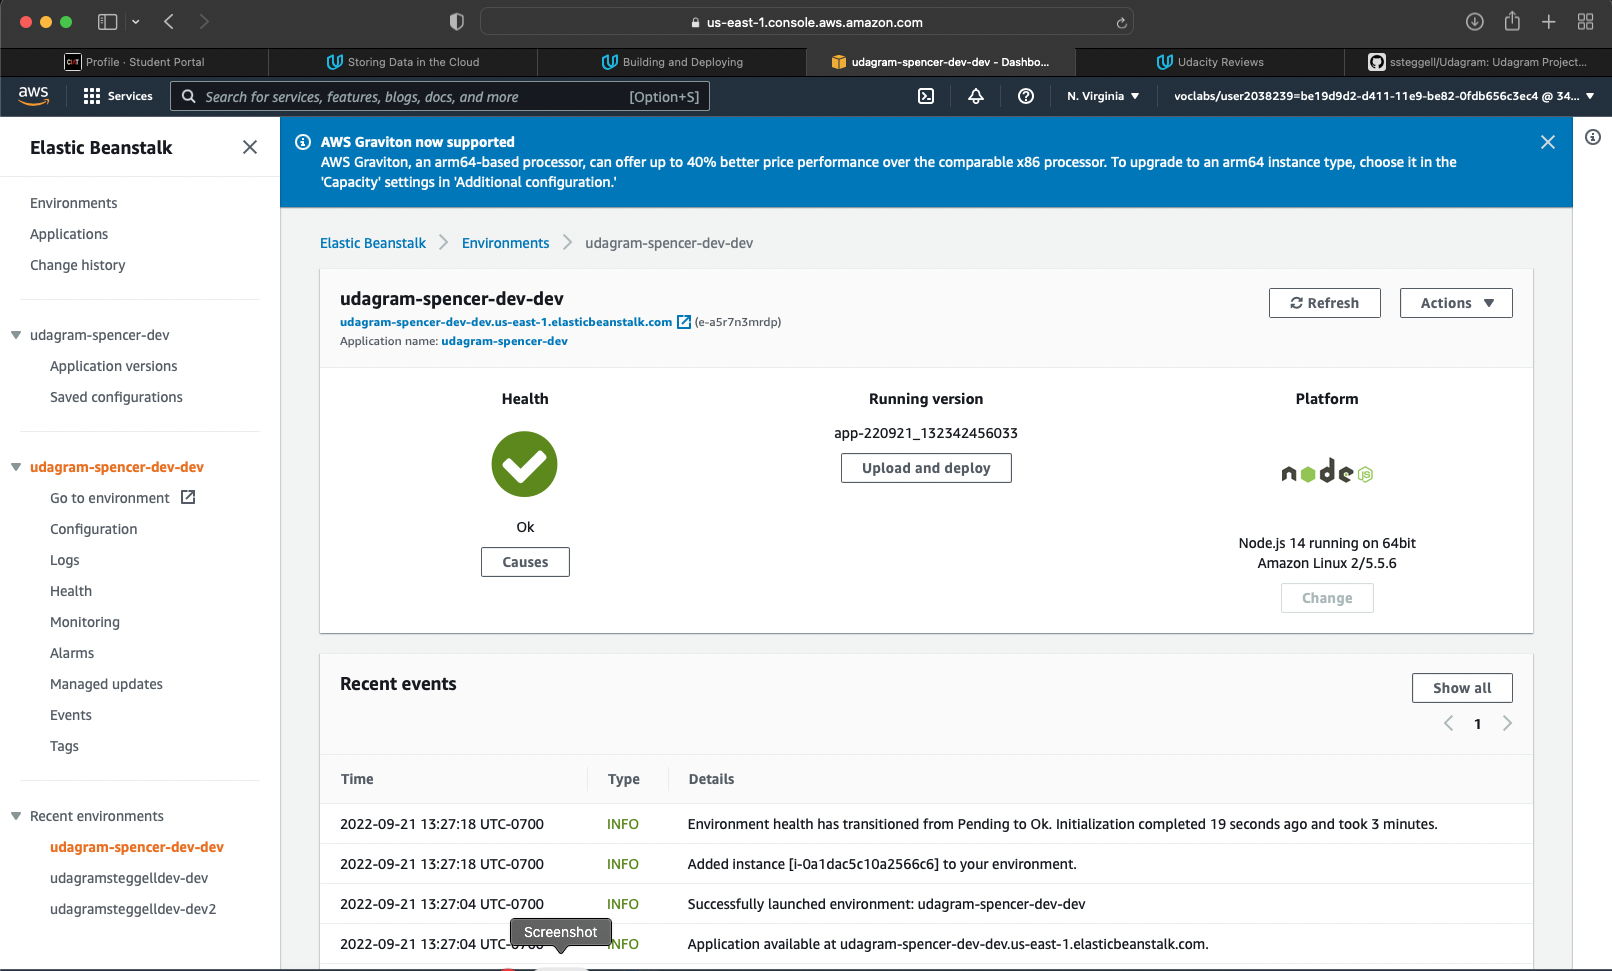 us-east-1.console.aws.amazon.com
Profile · Student Portal
Storing Data in the Cloud
Building and Deploying
udagram-spencer-dev-dev - Dashbo...
Udacity Reviews
ssteggell/Udagram: Udagram Project...
aws
Services
Search for services, features, blogs, docs, and more
[Option+S]
N. Virginia
voclabs/user2038239=be19d9d2-d411-11e9-be82-0fdb656c3ec4 @ 34...
Elastic Beanstalk
Environments
Applications
Change history
udagram-spencer-dev
Application versions
Saved configurations
udagram-spencer-dev-dev
Go to environment
Configuration
Logs
Health
Monitoring
Alarms
Managed updates
Events
Tags
Recent environments
udagram-spencer-dev-dev
udagramsteggelldev-dev
udagramsteggelldev-dev2
AWS Graviton now supported
AWS Graviton, an arm64-based processor, can offer up to 40% better price performance over the comparable x86 processor. To upgrade to an arm64 instance type, choose it in the
'Capacity' settings in 'Additional configuration.'
Elastic Beanstalk
Environments
udagram-spencer-dev-dev
udagram-spencer-dev-dev
udagram-spencer-dev-dev.us-east-1.elasticbeanstalk.com (e-a5r7n3mrdp)
Application name: udagram-spencer-dev
Refresh
Actions
Health
Ok
Causes
Running version
app-220921_132342456033
Upload and deploy
Platform
node JS
Node.js 14 running on 64bit
Amazon Linux 2/5.5.6
Change
Recent events
Show all
1
Time Type Details
2022-09-21 13:27:18 UTC-0700 INFO Environment health has transitioned from Pending to Ok. Initialization completed 19 seconds ago and took 3 minutes.
2022-09-21 13:27:18 UTC-0700 INFO Added instance [i-0a1dac5c10a2566c6] to your environment.
2022-09-21 13:27:04 UTC-0700 INFO Successfully launched environment: udagram-spencer-dev-dev
2022-09-21 13:27:04 UTC-0700 INFO Application available at udagram-spencer-dev-dev.us-east-1.elasticbeanstalk.com.
Screenshot